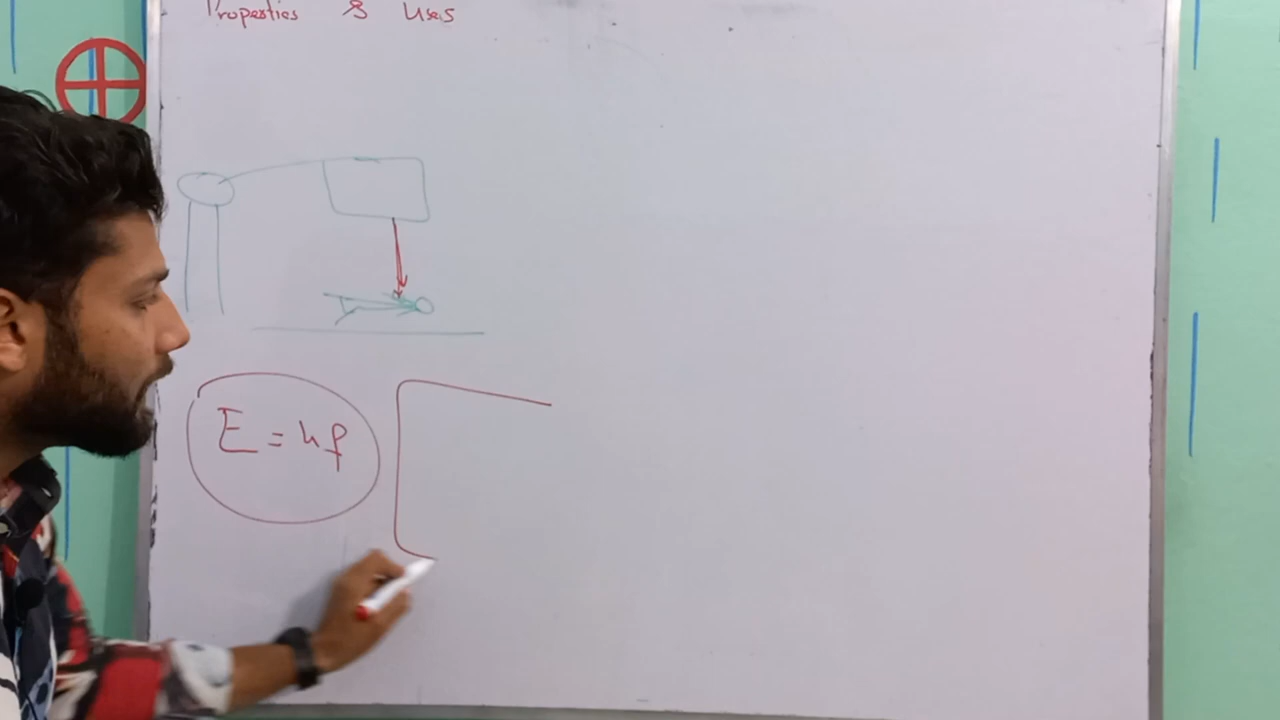 Properties & Uses
E = hf